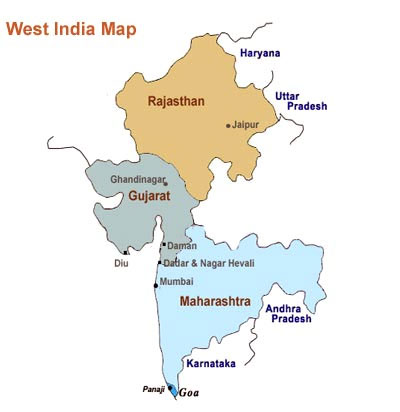 West India Map
Haryana
Rajasthan
Uttar
Pradesh
Jaipur
Ghandinagar
Gujarat
Daman
Diu
Dadar & Nagar Hevali
Mumbai
Maharashtra
Andhra
Pradesh
Karnataka
Panaji
Goa